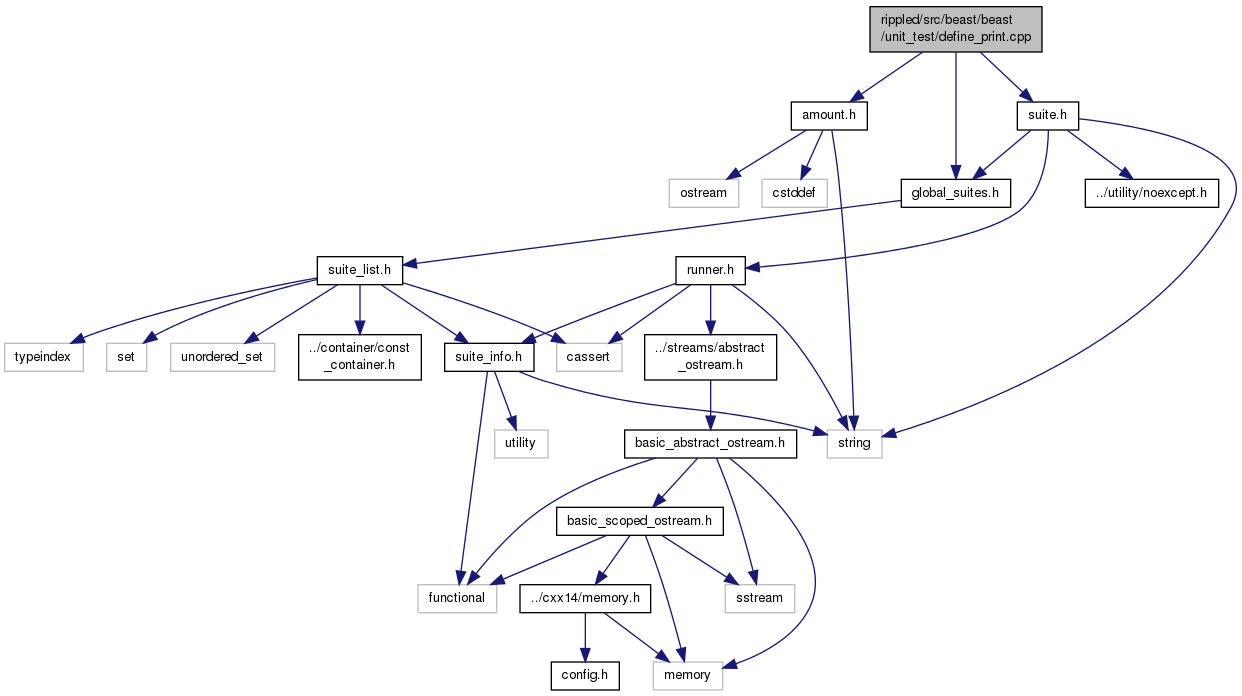 rippled/src/beast/beast
/unit_test/define_print.cpp
amount.h
suite.h
ostream
cstddef
global_suites.h
../utility/noexcept.h
suite_list.h
runner.h
typeindex
set
unordered_set
../container/const
_container.h
suite_info.h
cassert
../streams/abstract
_ostream.h
utility
basic_abstract_ostream.h
string
basic_scoped_ostream.h
functional
../cxx14/memory.h
sstream
config.h
memory